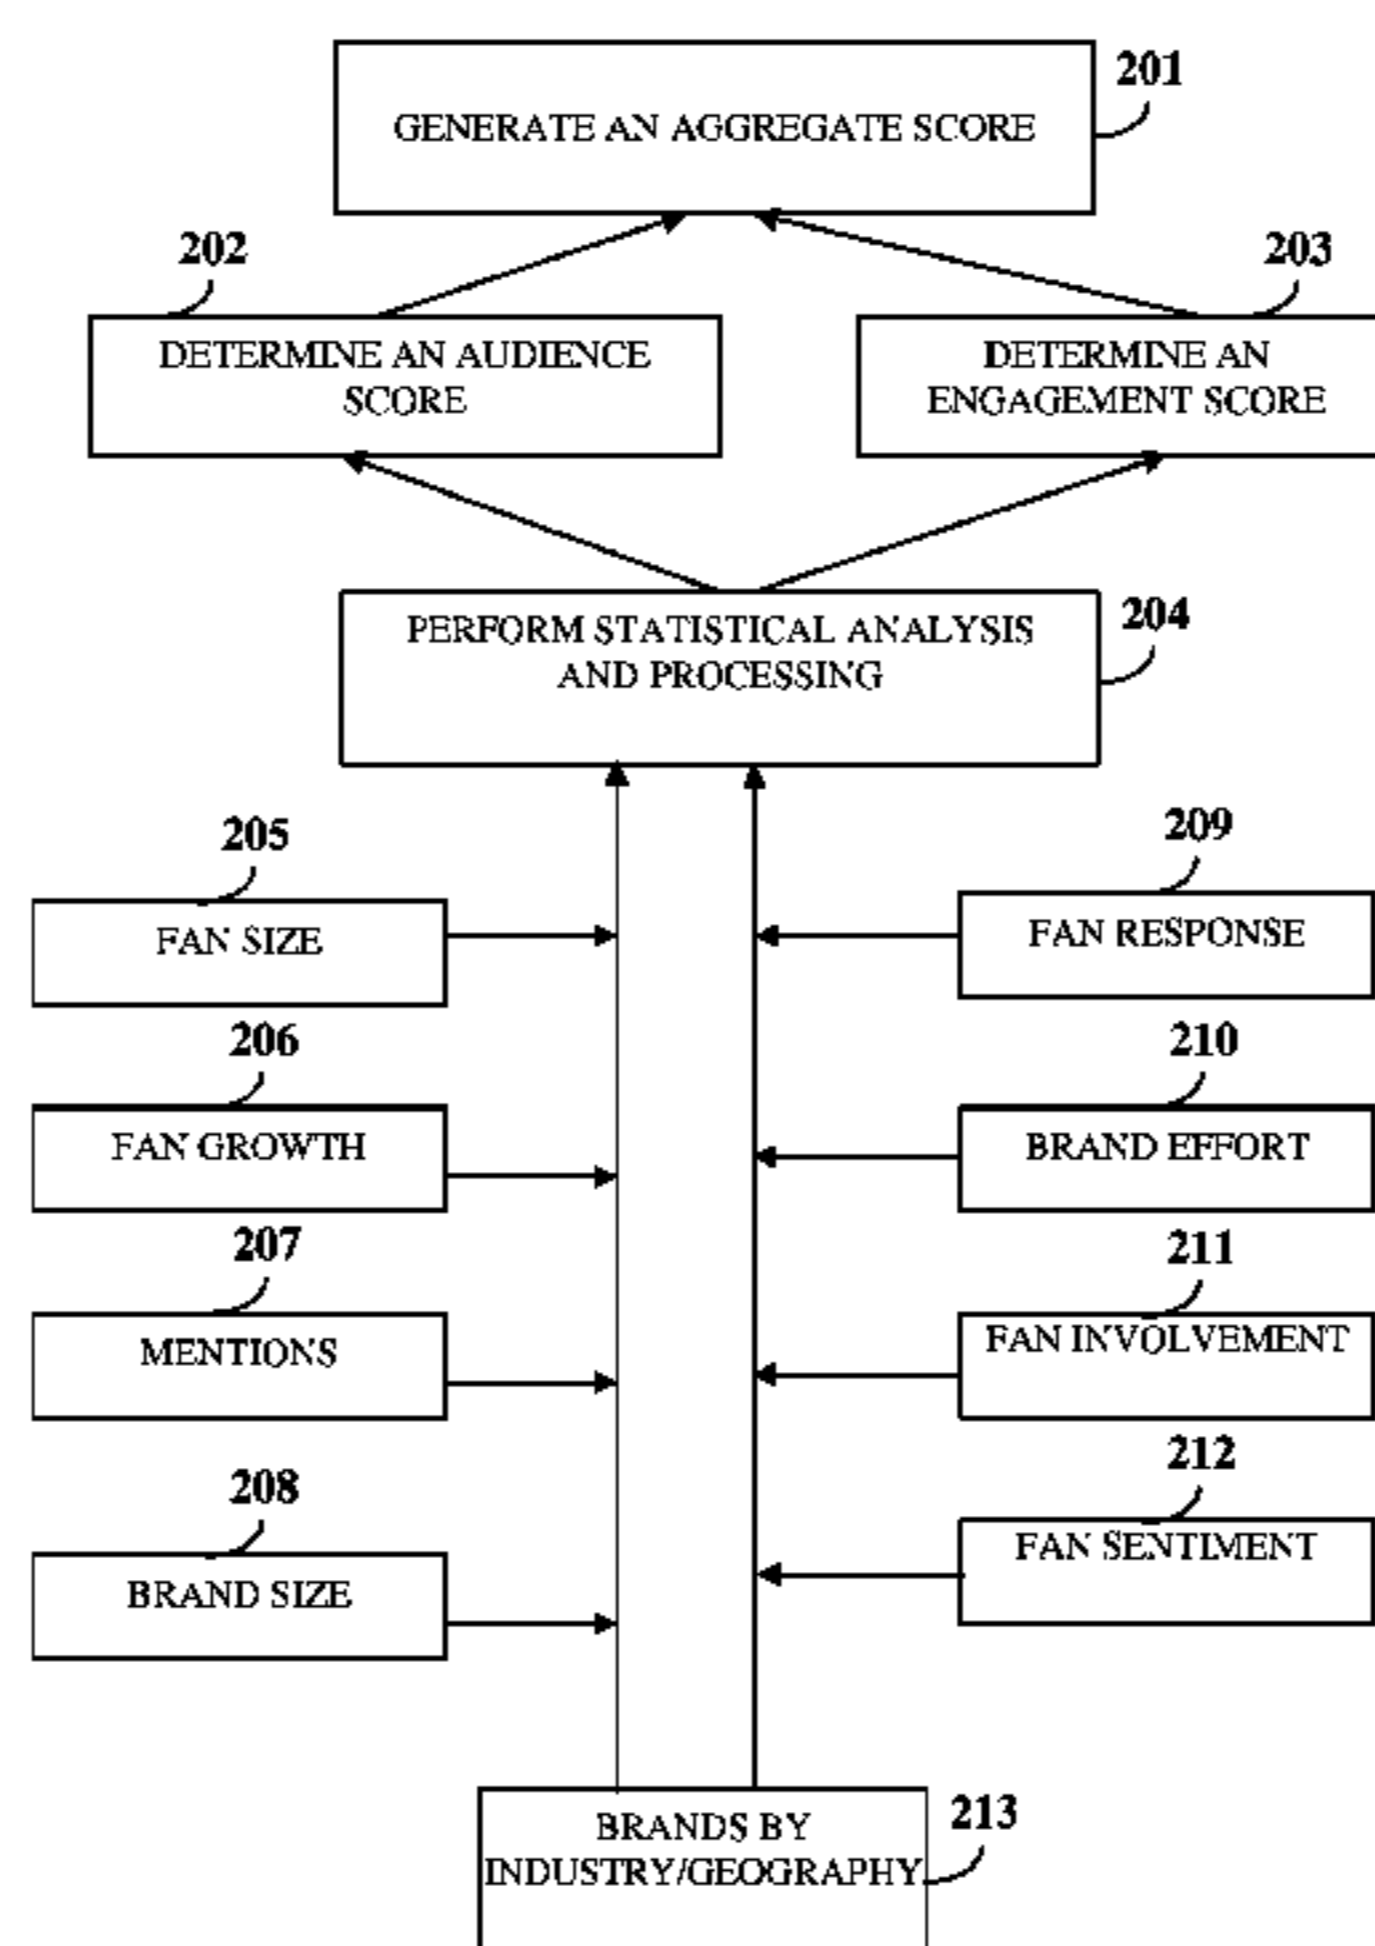 201
GENERATE AN AGGREGATE SCORE
202
203
DETERMINE AN AUDIENCE
SCORE
DETERMINE AN
ENGAGEMENT SCORE
204
PERFORM STATISTICAL ANALYSIS
AND PROCESSING
205
FAN SIZE
206
FAN GROWTH
207
MENTIONS
208
BRAND SIZE
209
FAN RESPONSE
210
BRAND EFFORT
211
FAN INVOLVEMENT
212
FAN SENTIMENT
BRANDS BY
INDUSTRY/GEOGRAPHY
213